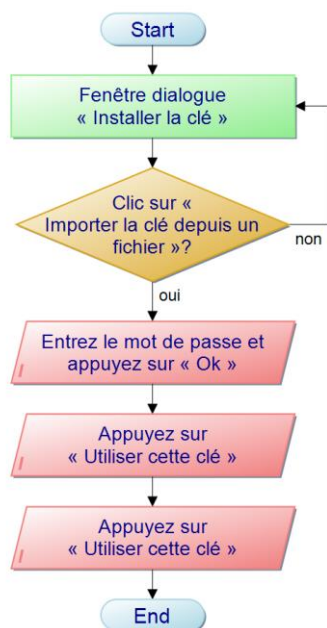 Start
Fenêtre dialogue
« Installer la clé »
Clic sur «
Importer la clé depuis un
fichier »?
non
oui
Entrez le mot de passe et
appuyez sur « Ok »
Appuyez sur
« Utiliser cette clé »
Appuyez sur
« Utiliser cette clé »
End